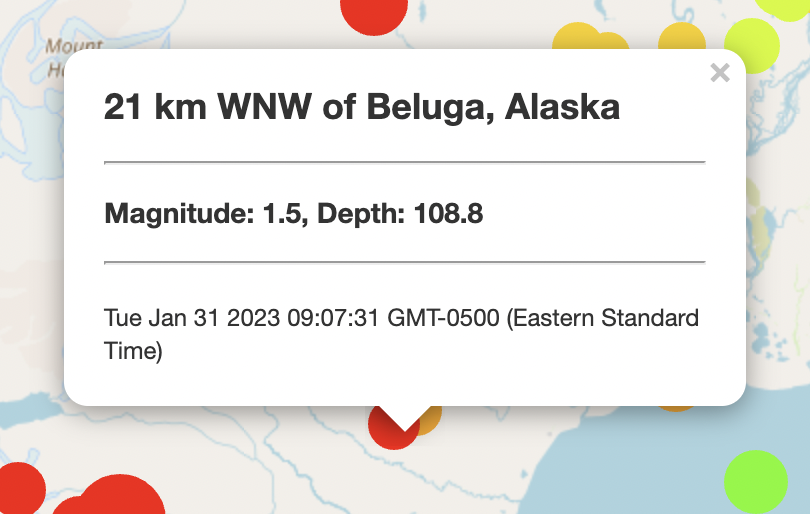 Mount
21 km WNW of Beluga, Alaska
×
Magnitude: 1.5, Depth: 108.8
Tue Jan 31 2023 09:07:31 GMT-0500 (Eastern Standard
Time)